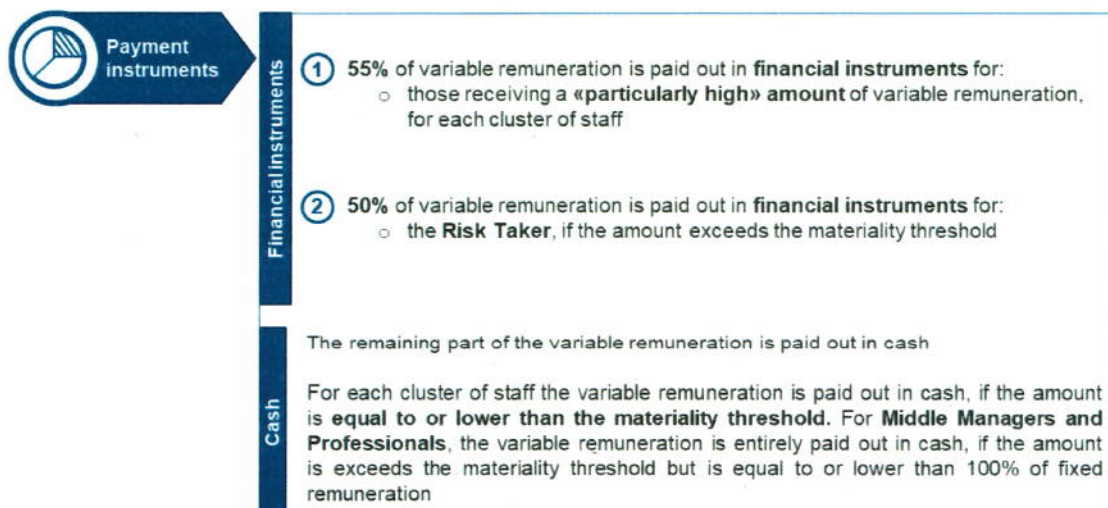 Payment
instruments
Financial instruments
1 55% of variable remuneration is paid out in financial instruments for:
o those receiving a «particularly high» amount of variable remuneration,
for each cluster of staff
2 50% of variable remuneration is paid out in financial instruments for:
o the Risk Taker, if the amount exceeds the materiality threshold
Cash
The remaining part of the variable remuneration is paid out in cash
For each cluster of staff the variable remuneration is paid out in cash, if the amount
is equal to or lower than the materiality threshold. For Middle Managers and
Professionals, the variable remuneration is entirely paid out in cash, if the amount
is exceeds the materiality threshold but is equal to or lower than 100% of fixed
remuneration